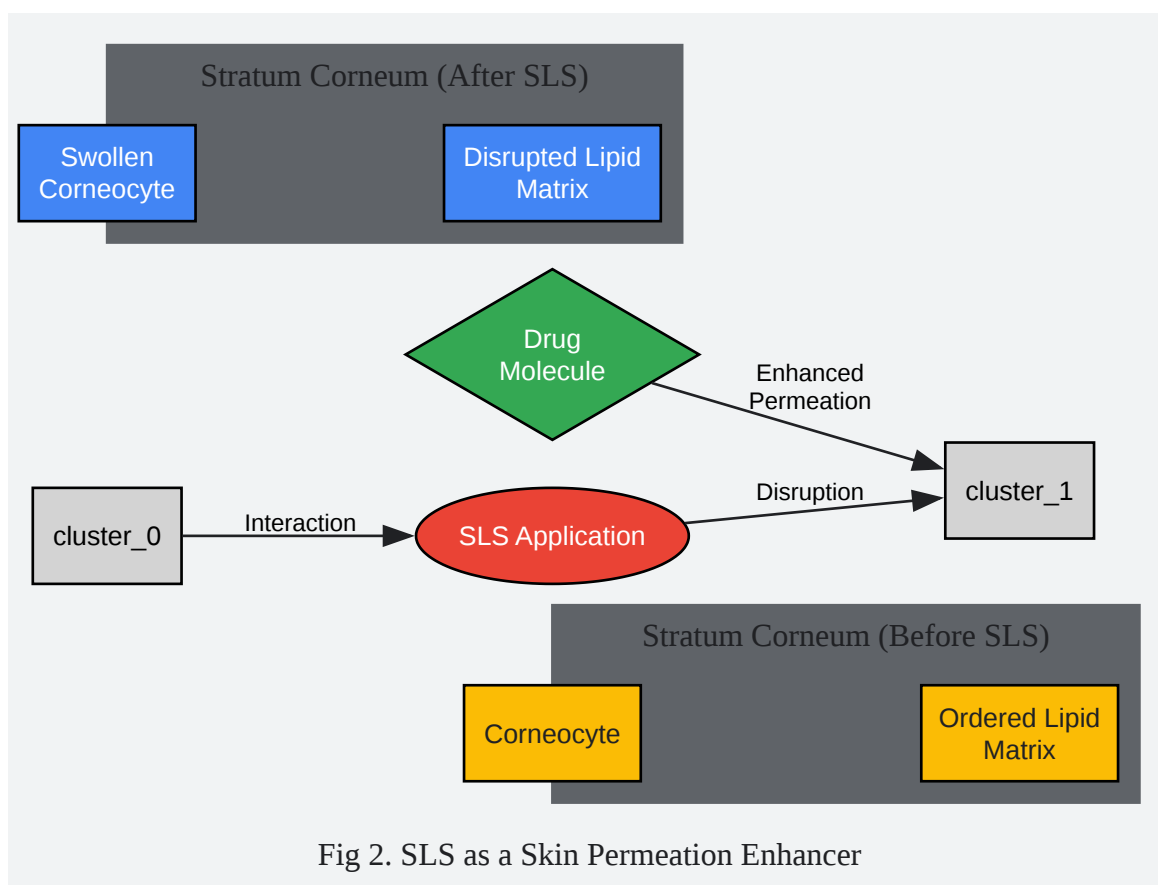 Stratum Corneum (After SLS)
Swollen
Corneocyte
Disrupted Lipid
Matrix
Drug
Molecule
Enhanced
Permeation
cluster_0
Interaction
SLS Application
Disruption
cluster_1
Stratum Corneum (Before SLS)
Corneocyte
Ordered Lipid
Matrix
Fig 2. SLS as a Skin Permeation Enhancer